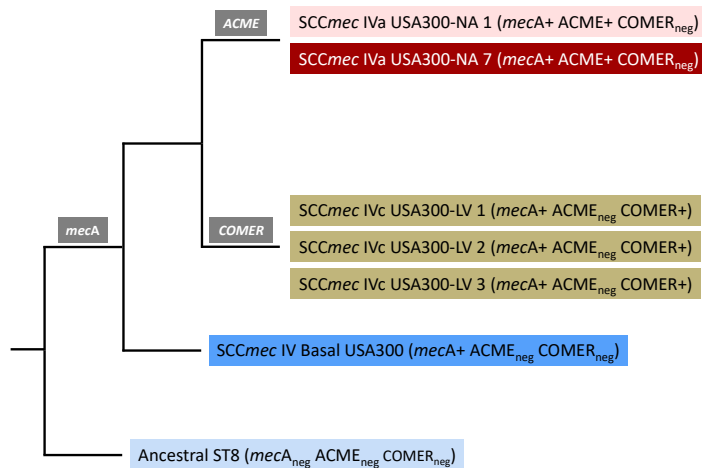 ACME
SCCmec IVa USA300-NA 1 (mecA+ ACME+ COMERneg)
SCCmec IVa USA300-NA 7 (mecA+ ACME+ COMERneg)
SCCmec IVc USA300-LV 1 (mecA+ ACMEneg COMER+)
mecA
COMER
SCCmec IVc USA300-LV 2 (mecA+ ACMEneg COMER+)
SCCmec IVc USA300-LV 3 (mecA+ ACMEneg COMER+)
SCCmec IV Basal USA300 (mecA+ ACMEneg COMERneg)
Ancestral ST8 (mecAneg ACMEneg COMERneg)